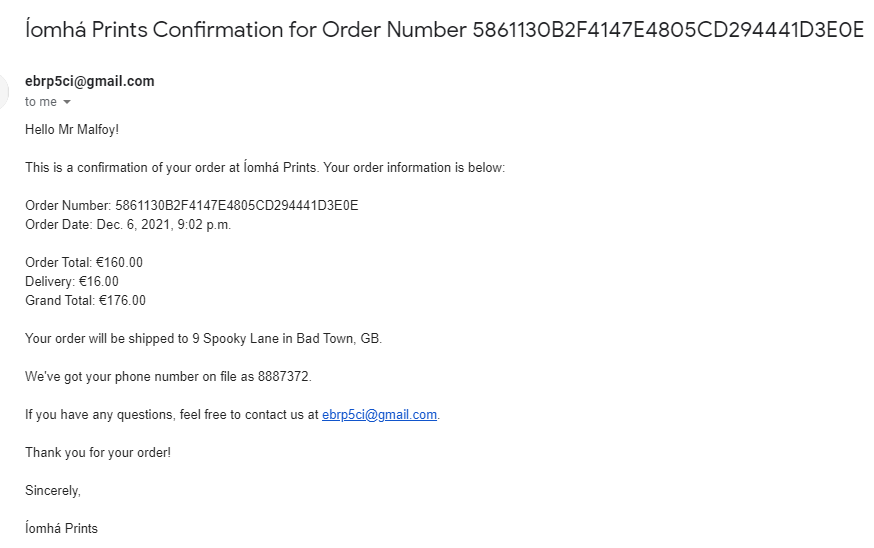 Íomhá Prints Confirmation for Order Number 5861130B2F4147E4805CD294441D3E0E
ebrp5ci@gmail.com
to me
Hello Mr Malfoy!
This is a confirmation of your order at Íomhá Prints. Your order information is below:
Order Number: 5861130B2F4147E4805CD294441D3E0E
Order Date: Dec. 6, 2021, 9:02 p.m.
Order Total: €160.00
Delivery: €16.00
Grand Total: €176.00
Your order will be shipped to 9 Spooky Lane in Bad Town, GB.
We've got your phone number on file as 8887372.
If you have any questions, feel free to contact us at ebrp5ci@gmail.com.
Thank you for your order!
Sincerely,
Íomhá Prints